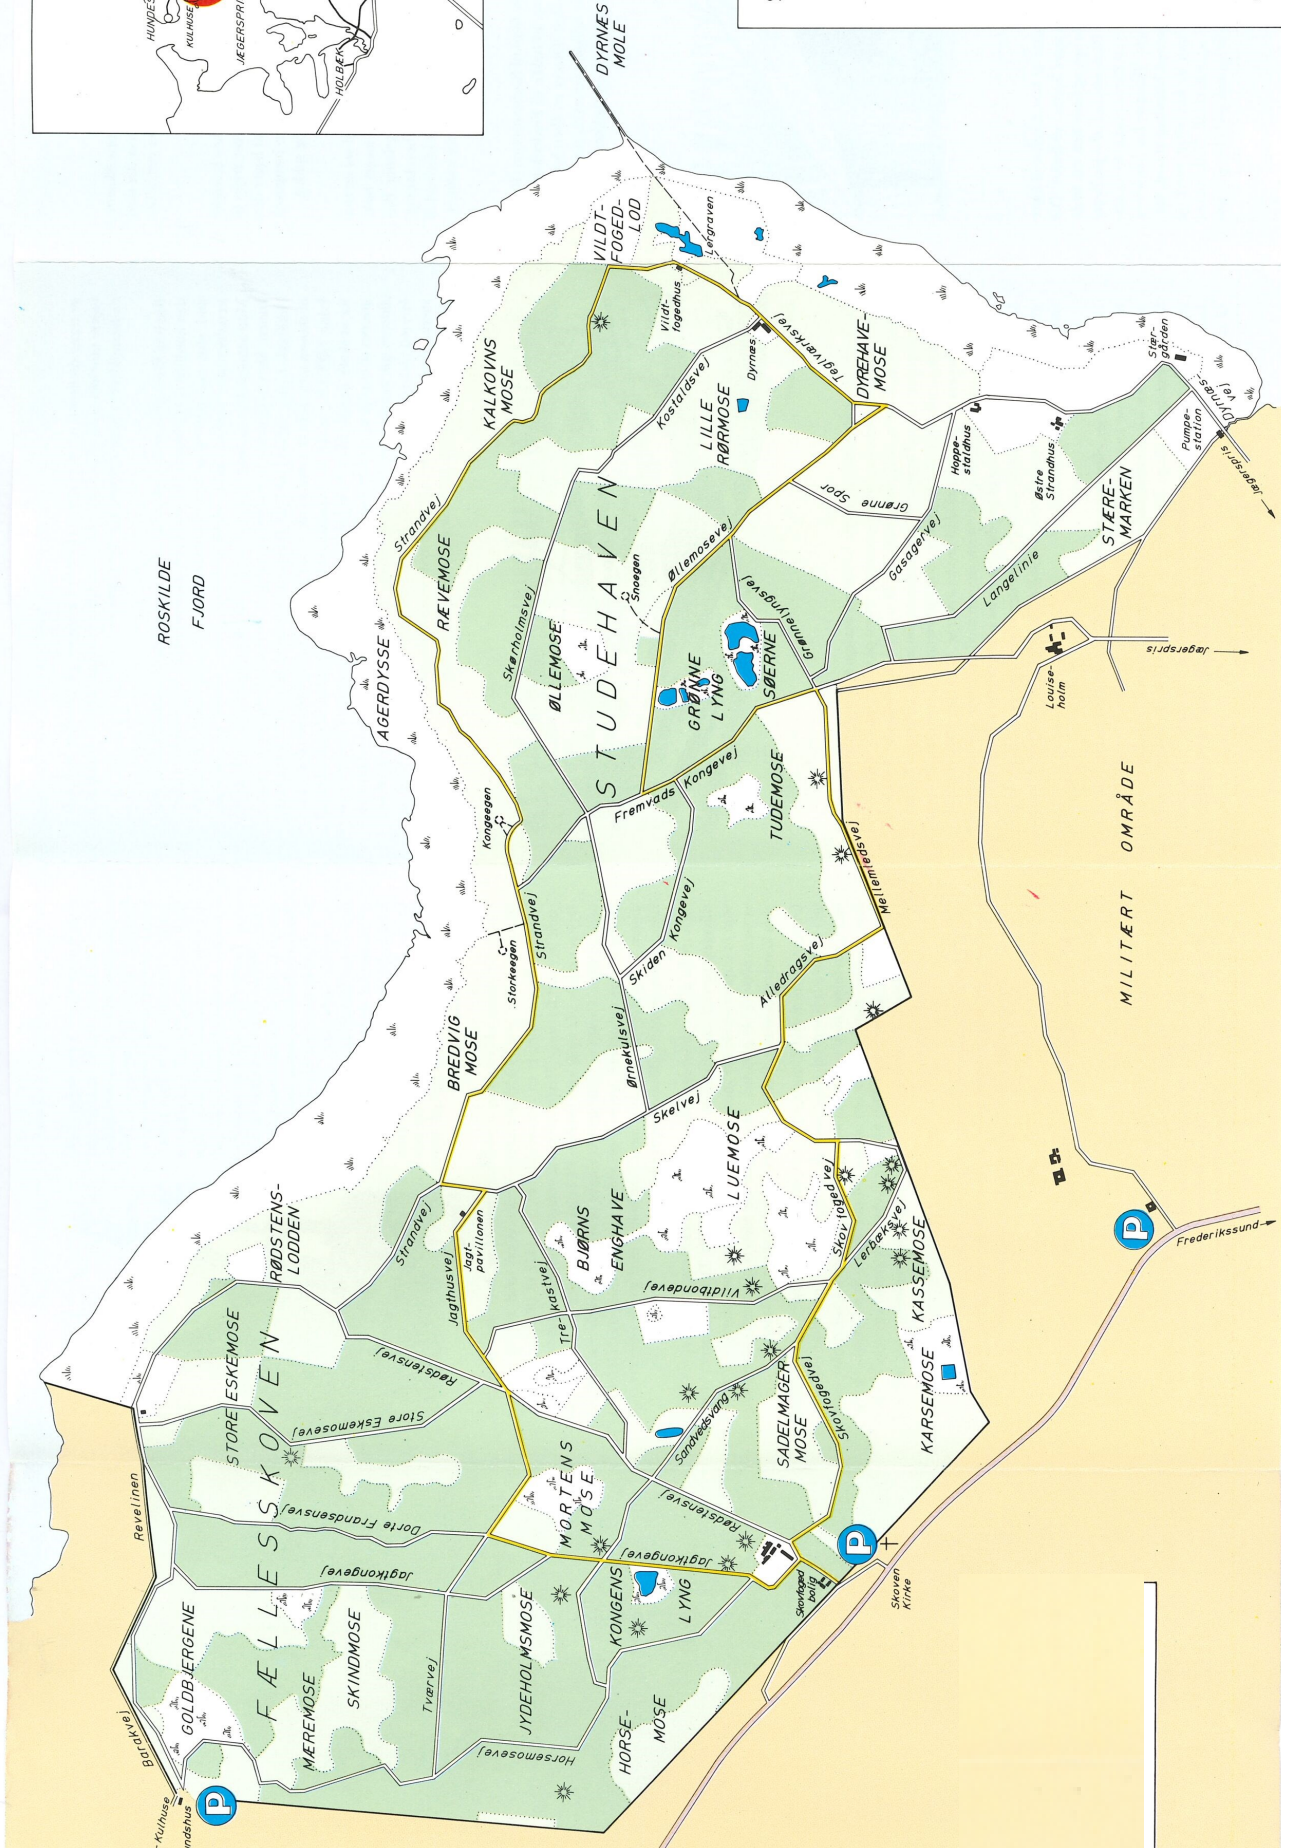 HUNDES
KULHUSE
JÆGERSPRI
HOLBÆK
DYRNÆS
MOLE
ROSKILDE
FJORD
VILDT-
FOGED-
LOD
Lergraven
Vildt-
fogedhus
KALKOVNS
MOSE
Dyrnæs
Teglværksvej
DYREHAVE-
MOSE
Kostaldsvej
LILLE
RØRMOSE
Stær-
gården
Dyrnæs-
vej
Pumpe-
station
Jægerspris
Hoppe-
staldhus
Østre
Strandhus
STÆRE-
MARKEN
Grønne
Spor
Gasagervej
Langelinie
Strandvej
RÆVEMOSE
AGERDYSSE
Skørholmsvej
ØLLEMOSE
STUDEHAVEN
Snoegen
Øllemosevej
Grønnelyngsvej
SØERNE
GRØNNE
LYNG
Louise-
holm
Jægerspris
Kongeegen
Fremvads
Kongevej
TUDEMOSE
Mellemledsvej
MILITÆRT OMRÅDE
Strandvej
Storkeegen
Skiden
Kongevej
Alledragsvej
BREDVIG
MOSE
Ørnekulsvej
Skelvej
LUEMOSE
RØDSTENS-
LODDEN
Strandvej
Jagthusvej
Jagt-
pavillonen
BJØRNS
ENGHAVE
Tre-
kastvej
Vildtbondevej
Skovfogedvej
Lerbæksvej
KASSEMOSE
KARSEMOSE
P
Frederikssund
STORE ESKEMOSE
FÆLLESSKOVEN
Rødstensvej
Store Eskemosevej
Sandvedsvang
SADELMAGER
MOSE
Skovfogedvej
Revelinen
Dorte Frandsensvej
MORTENS
MOSE
Rødstensvej
Jagtkongevej
Jagtkongevej
P
Skoven
Kirke
Skovfoged
bolig
KONGENS
LYNG
GOLDBJERGENE
MÆREMOSE
SKINDMOSE
Tværvej
JYDEHOLMSMOSE
Horsemosevej
HORSE-
MOSE
Barakvej
Kulhuse
ndshus
P